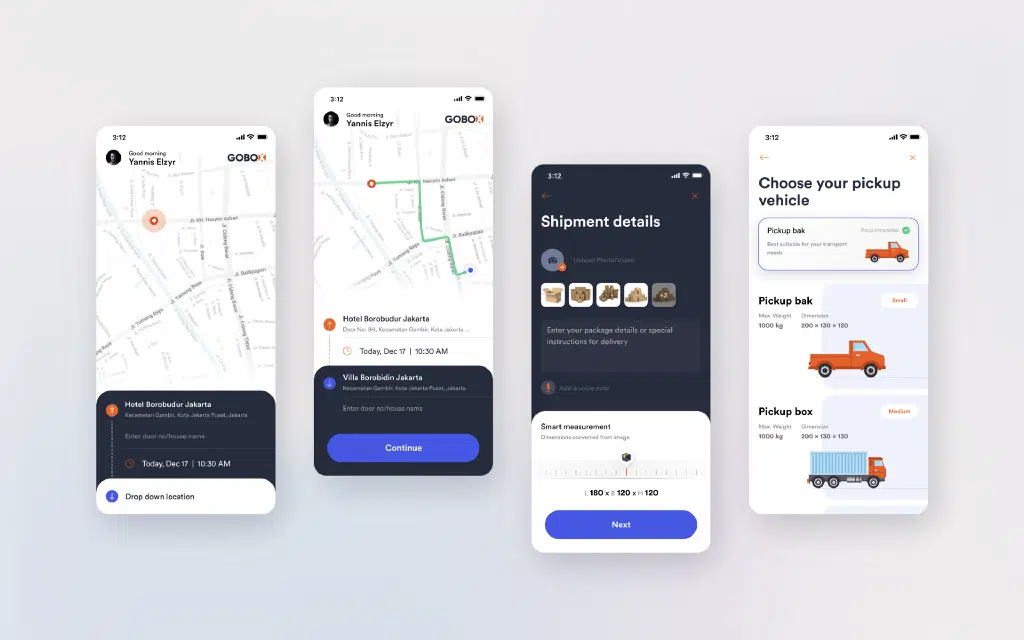 3:12
Good morning
Yannis Elzyr
GOBOX
Jl. KH. Hasyim Ashari
Jl. Cideng Barat
Jl. Balikpapan
Jl. Tomang Raya
Jl. Cideng Barat
Jl. Tomang Raya
Hotel Borobudur Jakarta
Kecamatan Gambir, Kota Jakarta Pusat, Jakarta
Enter door no/house name
Today, Dec 17 | 10:30 AM
Drop down location
3:12
Good morning
Yannis Elzyr
GOBOX
Jl. KH. Hasyim Ashari
Jl. Cideng Barat
Jl. Balikpapan
Jl. Tomang Raya
Hotel Borobudur Jakarta
Door No: 8H, Kecamatan Gambir, Kota Jakarta ...
Today, Dec 17 | 10:30 AM
Villa Borobidin Jakarta
Kecamatan Gambir, Kota Jakarta Pusat, Jakarta
Enter door no/house name
Continue
3:12
Shipment details
Upload Photo/Video
+3
Enter your package details or special
instructions for delivery
Add a voice note
Smart measurement
Dimensions converted from image
L 180 x B 120 x H 120
Next
3:12
Choose your pickup
vehicle
Pickup bak
Recommended
Best suitable for your transport
needs
Pickup bak
Small
Max. Weight Dimension
1000 kg 200 x 130 x 120
Pickup box
Medium
Max. Weight Dimension
1000 kg 200 x 130 x 130